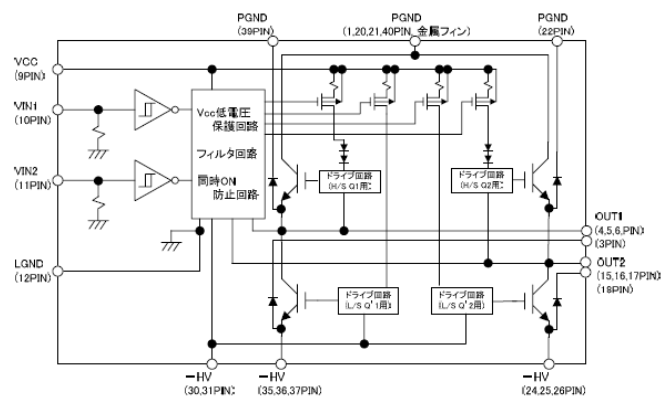 PGND
(39PIN)
PGND
(1,20,21,40PIN, 金属フィン)
PGND
(22PIN)
VCC
(9PIN)
VIN1
(10PIN)
VIN2
(11PIN)
LGND
(12PIN)
Vcc低電圧
保護回路
フィルタ回路
同時ON
防止回路
ドライブ回路
(H/S Q1用)
ドライブ回路
(H/S Q2用)
ドライブ回路
(L/S Q'1用)
ドライブ回路
(L/S Q'2用)
OUT1
(4,5,6,PIN)
(3PIN)
OUT2
(15,16,17PIN)
(18PIN)
-HV
(30,31PIN)
-HV
(35,36,37PIN)
-HV
(24,25,26PIN)